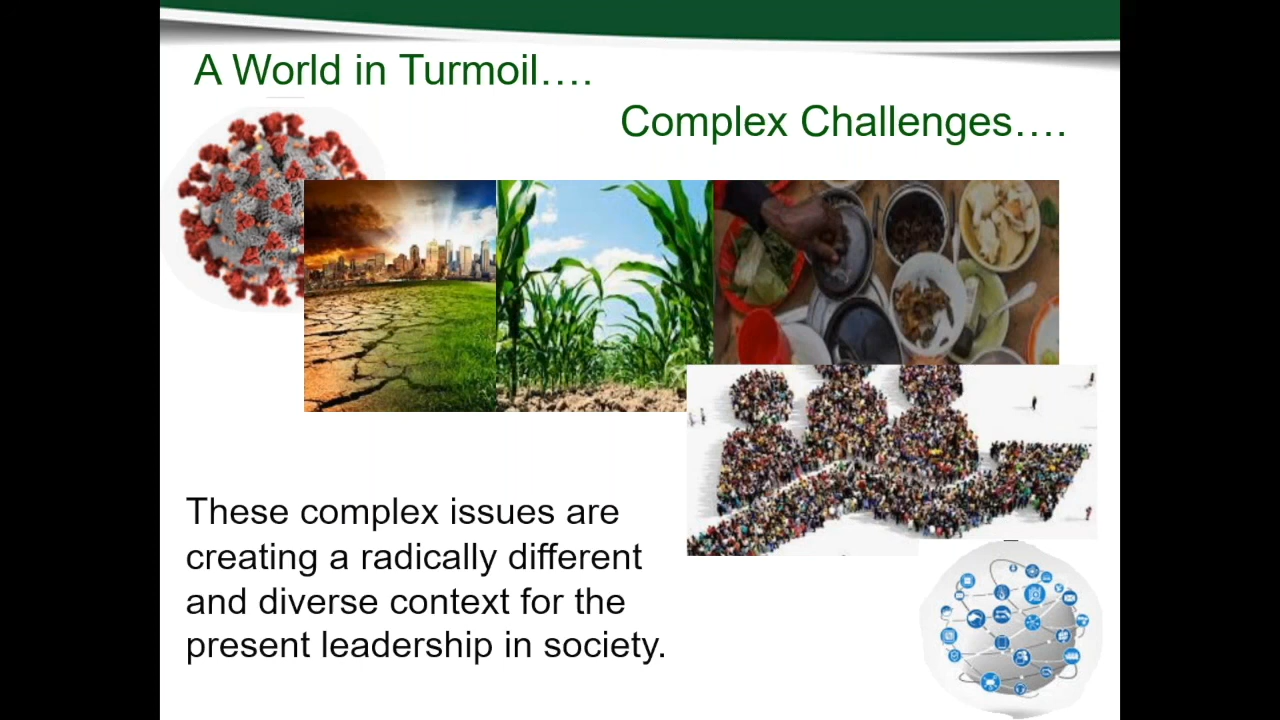 A World in Turmoil….
Complex Challenges….
These complex issues are
creating a radically different
and diverse context for the
present leadership in society.